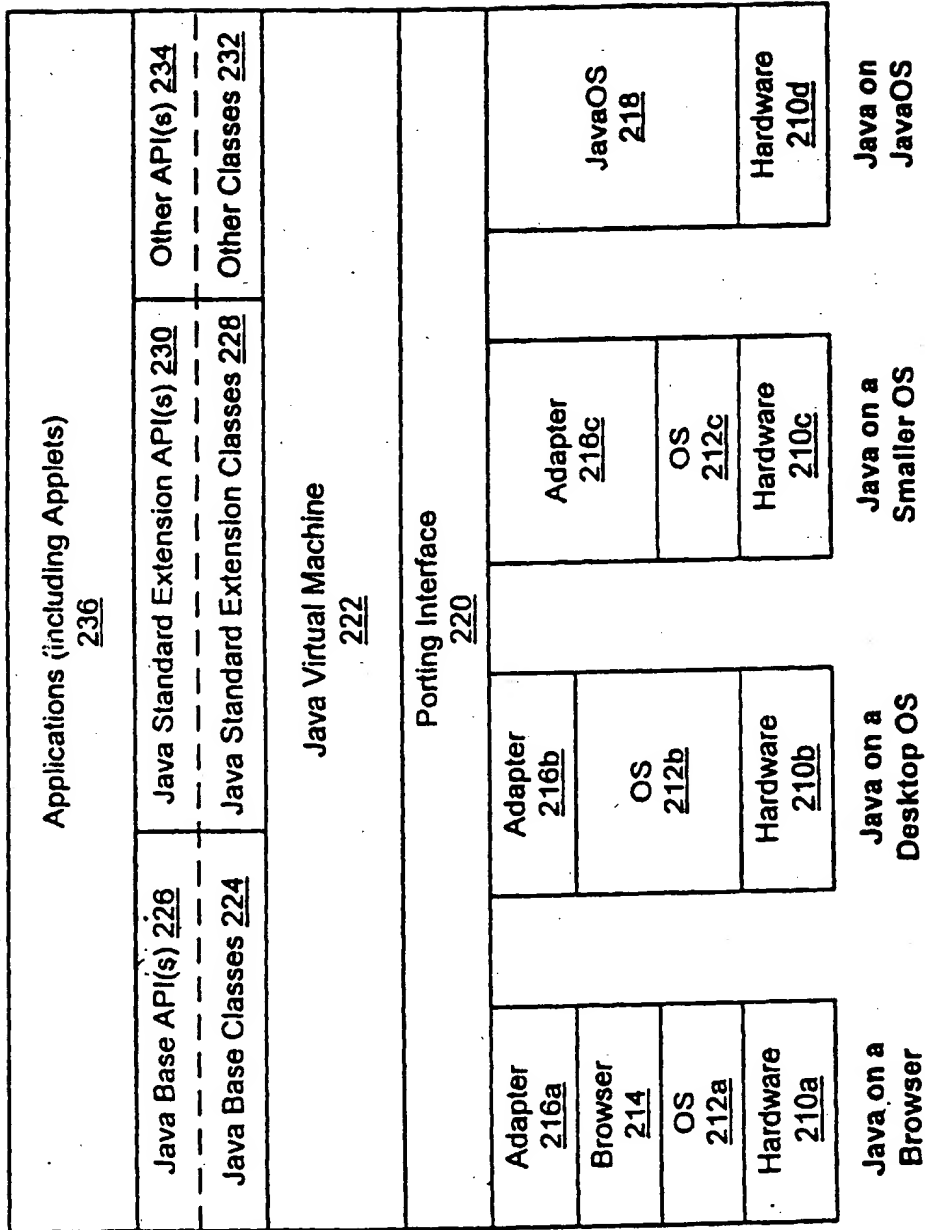 Applications (including Applets)
236
Java Base API(s) 226
Java Standard Extension API(s) 230
Other API(s) 234
Java Base Classes 224
Java Standard Extension Classes 228
Other Classes 232
Java Virtual Machine
222
Porting Interface
220
Adapter
216a
Browser
214
OS
212a
Hardware
210a
Java on a
Browser
Adapter
216b
OS
212b
Hardware
210b
Java on a
Desktop OS
Adapter
216c
OS
212c
Hardware
210c
Java on a
Smaller OS
JavaOS
218
Hardware
210d
Java on
JavaOS